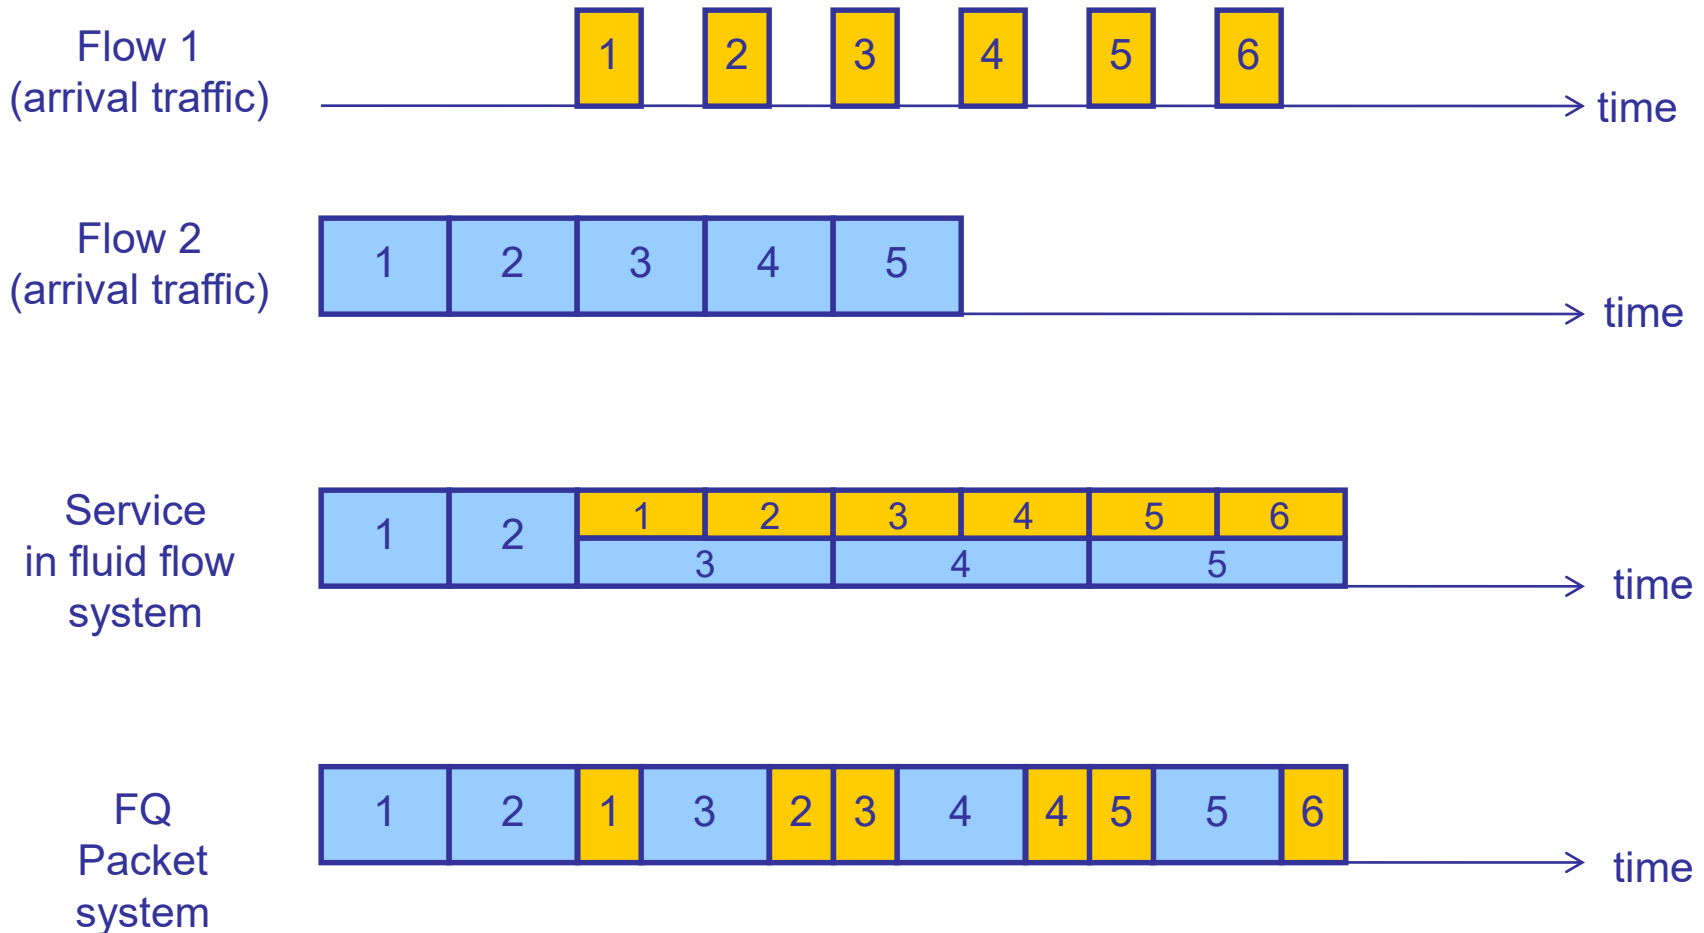 Flow 1
(arrival traffic)
1 2 3 4 5 6
time
Flow 2
(arrival traffic)
1 2 3 4 5
time
Service
in fluid flow
system
1 2
1 2 3 4 5 6
3 4 5
time
FQ
Packet
system
1 2 1 3 2 3 4 4 5 5 6
time